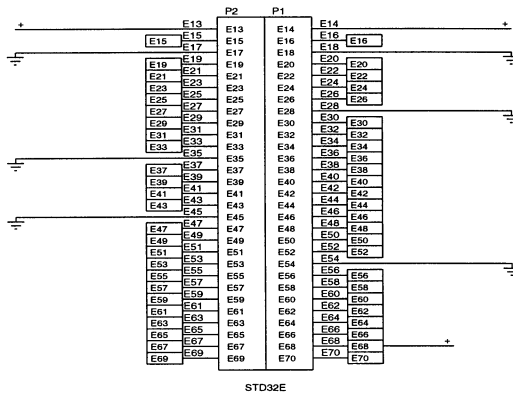 P2 P1
+ E13 E13 E14 E14 +
E15 E15 E15 E16 E16 E16
E17 E17 E18 E18
E19 E19 E19 E20 E20 E20
E21 E21 E21 E22 E22 E22
E23 E23 E23 E24 E24 E24
E25 E25 E25 E26 E26 E26
E27 E27 E27 E28 E28
E29 E29 E29 E30 E30 E30
E31 E31 E31 E32 E32 E32
E33 E33 E33 E34 E34 E34
E35 E35 E36 E36 E36
E37 E37 E37 E38 E38 E38
E39 E39 E39 E40 E40 E40
E41 E41 E41 E42 E42 E42
E43 E43 E43 E44 E44 E44
E45 E45 E46 E46 E46
E47 E47 E47 E48 E48 E48
E49 E49 E49 E50 E50 E50
E51 E51 E51 E52 E52 E52
E53 E53 E53 E54 E54
E55 E55 E55 E56 E56 E56
E57 E57 E57 E58 E58 E58
E59 E59 E59 E60 E60 E60
E61 E61 E61 E62 E62 E62
E63 E63 E63 E64 E64 E64
E65 E65 E65 E66 E66 E66
E67 E67 E67 E68 E68 E68 +
E69 E69 E69 E70 E70 E70
STD32E